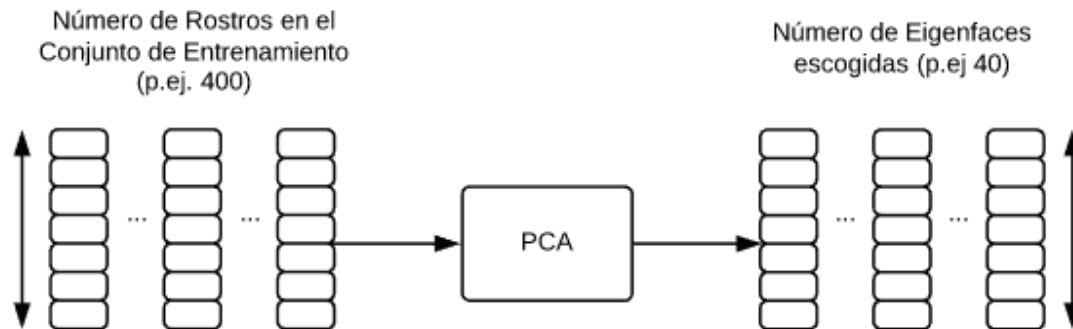 Número de Rostros en el
Conjunto de Entrenamiento
(p.ej. 400)
Número de Eigenfaces
escogidas (p.ej 40)
... ...
PCA
... ...